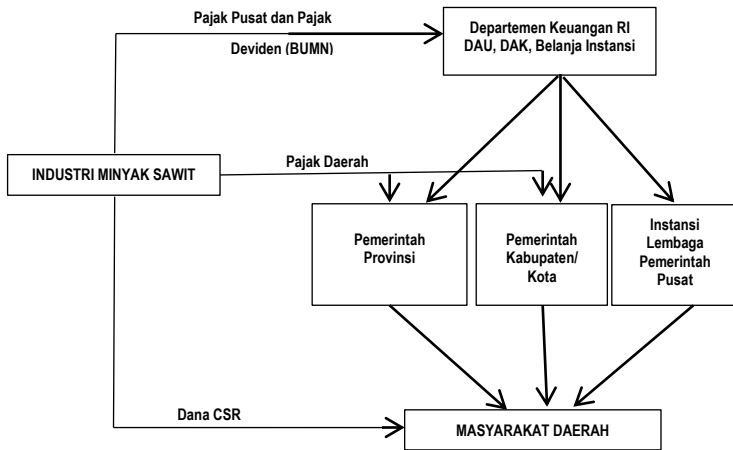 Pajak Pusat dan Pajak
Deviden (BUMN)
Departemen Keuangan RI
DAU, DAK, Belanja Instansi
INDUSTRI MINYAK SAWIT
Pajak Daerah
Pemerintah
Provinsi
Pemerintah
Kabupaten/
Kota
Instansi
Lembaga
Pemerintah
Pusat
Dana CSR
MASYARAKAT DAERAH